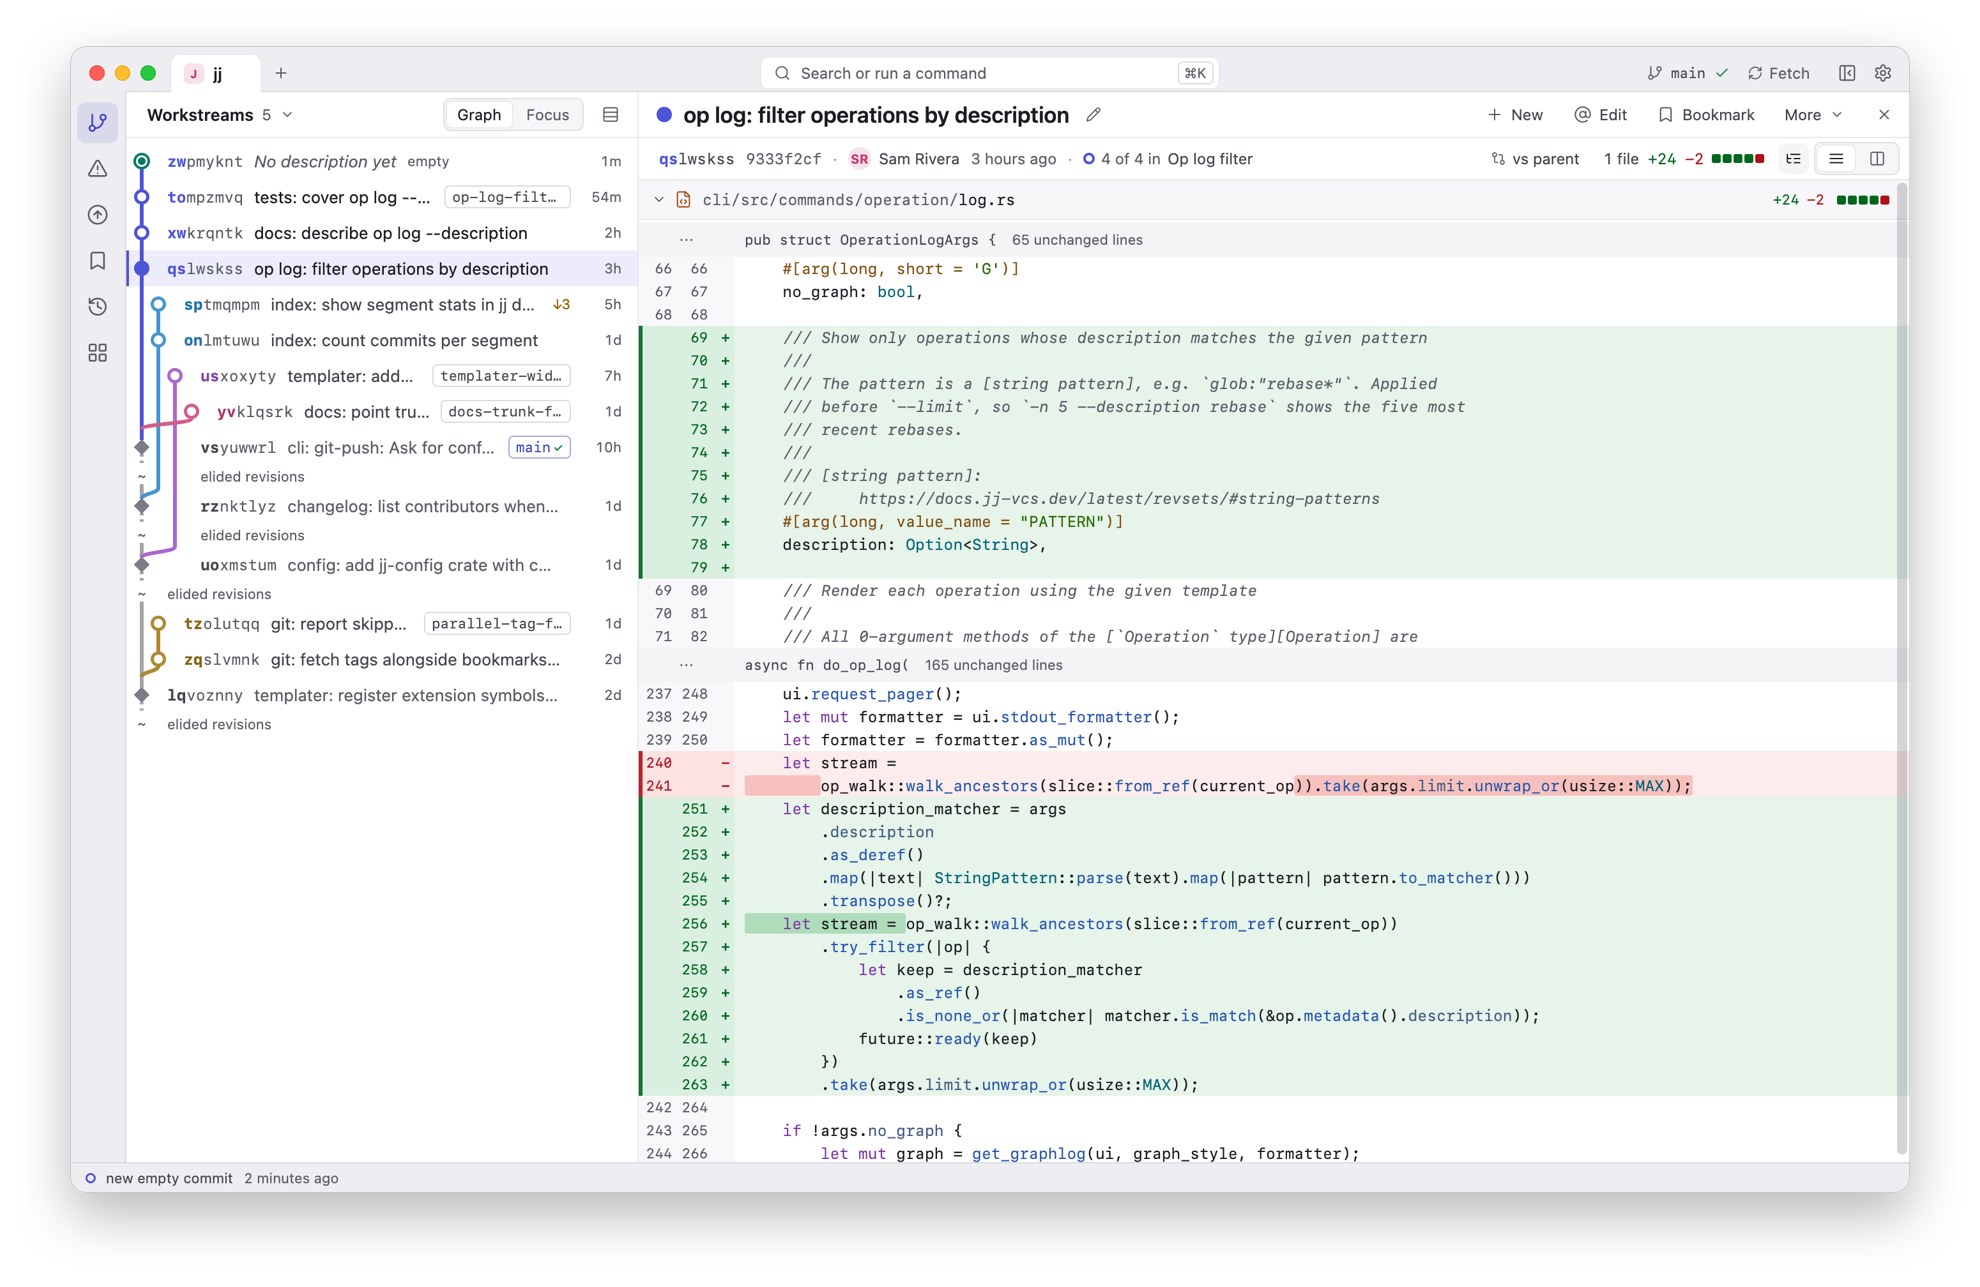 J jj +
Search or run a command ⌘K
main ✓ Fetch
Workstreams 5
Graph Focus
zwpmyknt No description yet empty 1m
tompzmvq tests: cover op log --... op-log-filt... 54m
xwkrqntk docs: describe op log --description 2h
qslwskss op log: filter operations by description 3h
sptmqmpm index: show segment stats in jj d... ↓3 5h
onlmtuwu index: count commits per segment 1d
usxoxyty templater: add... templater-wid... 7h
yvklqsrk docs: point tru... docs-trunk-f... 1d
vsyuwwrl cli: git-push: Ask for conf... main ✓ 10h
~ elided revisions
rznktlyz changelog: list contributors when... 1d
~ elided revisions
uoxmstum config: add jj-config crate with c... 1d
~ elided revisions
tzolutqq git: report skipp... parallel-tag-f... 1d
zqslvmnk git: fetch tags alongside bookmarks... 2d
lqvoznny templater: register extension symbols... 2d
~ elided revisions
op log: filter operations by description
+ New @ Edit Bookmark More ×
qslwskss 9333f2cf · SR Sam Rivera 3 hours ago · 4 of 4 in Op log filter
vs parent 1 file +24 −2
cli/src/commands/operation/log.rs +24 −2
... pub struct OperationLogArgs { 65 unchanged lines
66 66     #[arg(long, short = 'G')]
67 67     no_graph: bool,
68 68
69 +     /// Show only operations whose description matches the given pattern
70 +     ///
71 +     /// The pattern is a [string pattern], e.g. `glob:"rebase*"`. Applied
72 +     /// before `--limit`, so `-n 5 --description rebase` shows the five most
73 +     /// recent rebases.
74 +     ///
75 +     /// [string pattern]:
76 +     ///     https://docs.jj-vcs.dev/latest/revsets/#string-patterns
77 +     #[arg(long, value_name = "PATTERN")]
78 +     description: Option<String>,
79 +
69 80     /// Render each operation using the given template
70 81     ///
71 82     /// All 0-argument methods of the [`Operation` type][Operation] are
... async fn do_op_log( 165 unchanged lines
237 248     ui.request_pager();
238 249     let mut formatter = ui.stdout_formatter();
239 250     let formatter = formatter.as_mut();
240 −     let stream =
241 −         op_walk::walk_ancestors(slice::from_ref(current_op)).take(args.limit.unwrap_or(usize::MAX));
251 +     let description_matcher = args
252 +         .description
253 +         .as_deref()
254 +         .map(|text| StringPattern::parse(text).map(|pattern| pattern.to_matcher()))
255 +         .transpose()?;
256 +     let stream = op_walk::walk_ancestors(slice::from_ref(current_op))
257 +         .try_filter(|op| {
258 +             let keep = description_matcher
259 +                 .as_ref()
260 +                 .is_none_or(|matcher| matcher.is_match(&op.metadata().description));
261 +             future::ready(keep)
262 +         })
263 +         .take(args.limit.unwrap_or(usize::MAX));
242 264
243 265     if !args.no_graph {
244 266         let mut graph = get_graphlog(ui, graph_style, formatter);
new empty commit 2 minutes ago